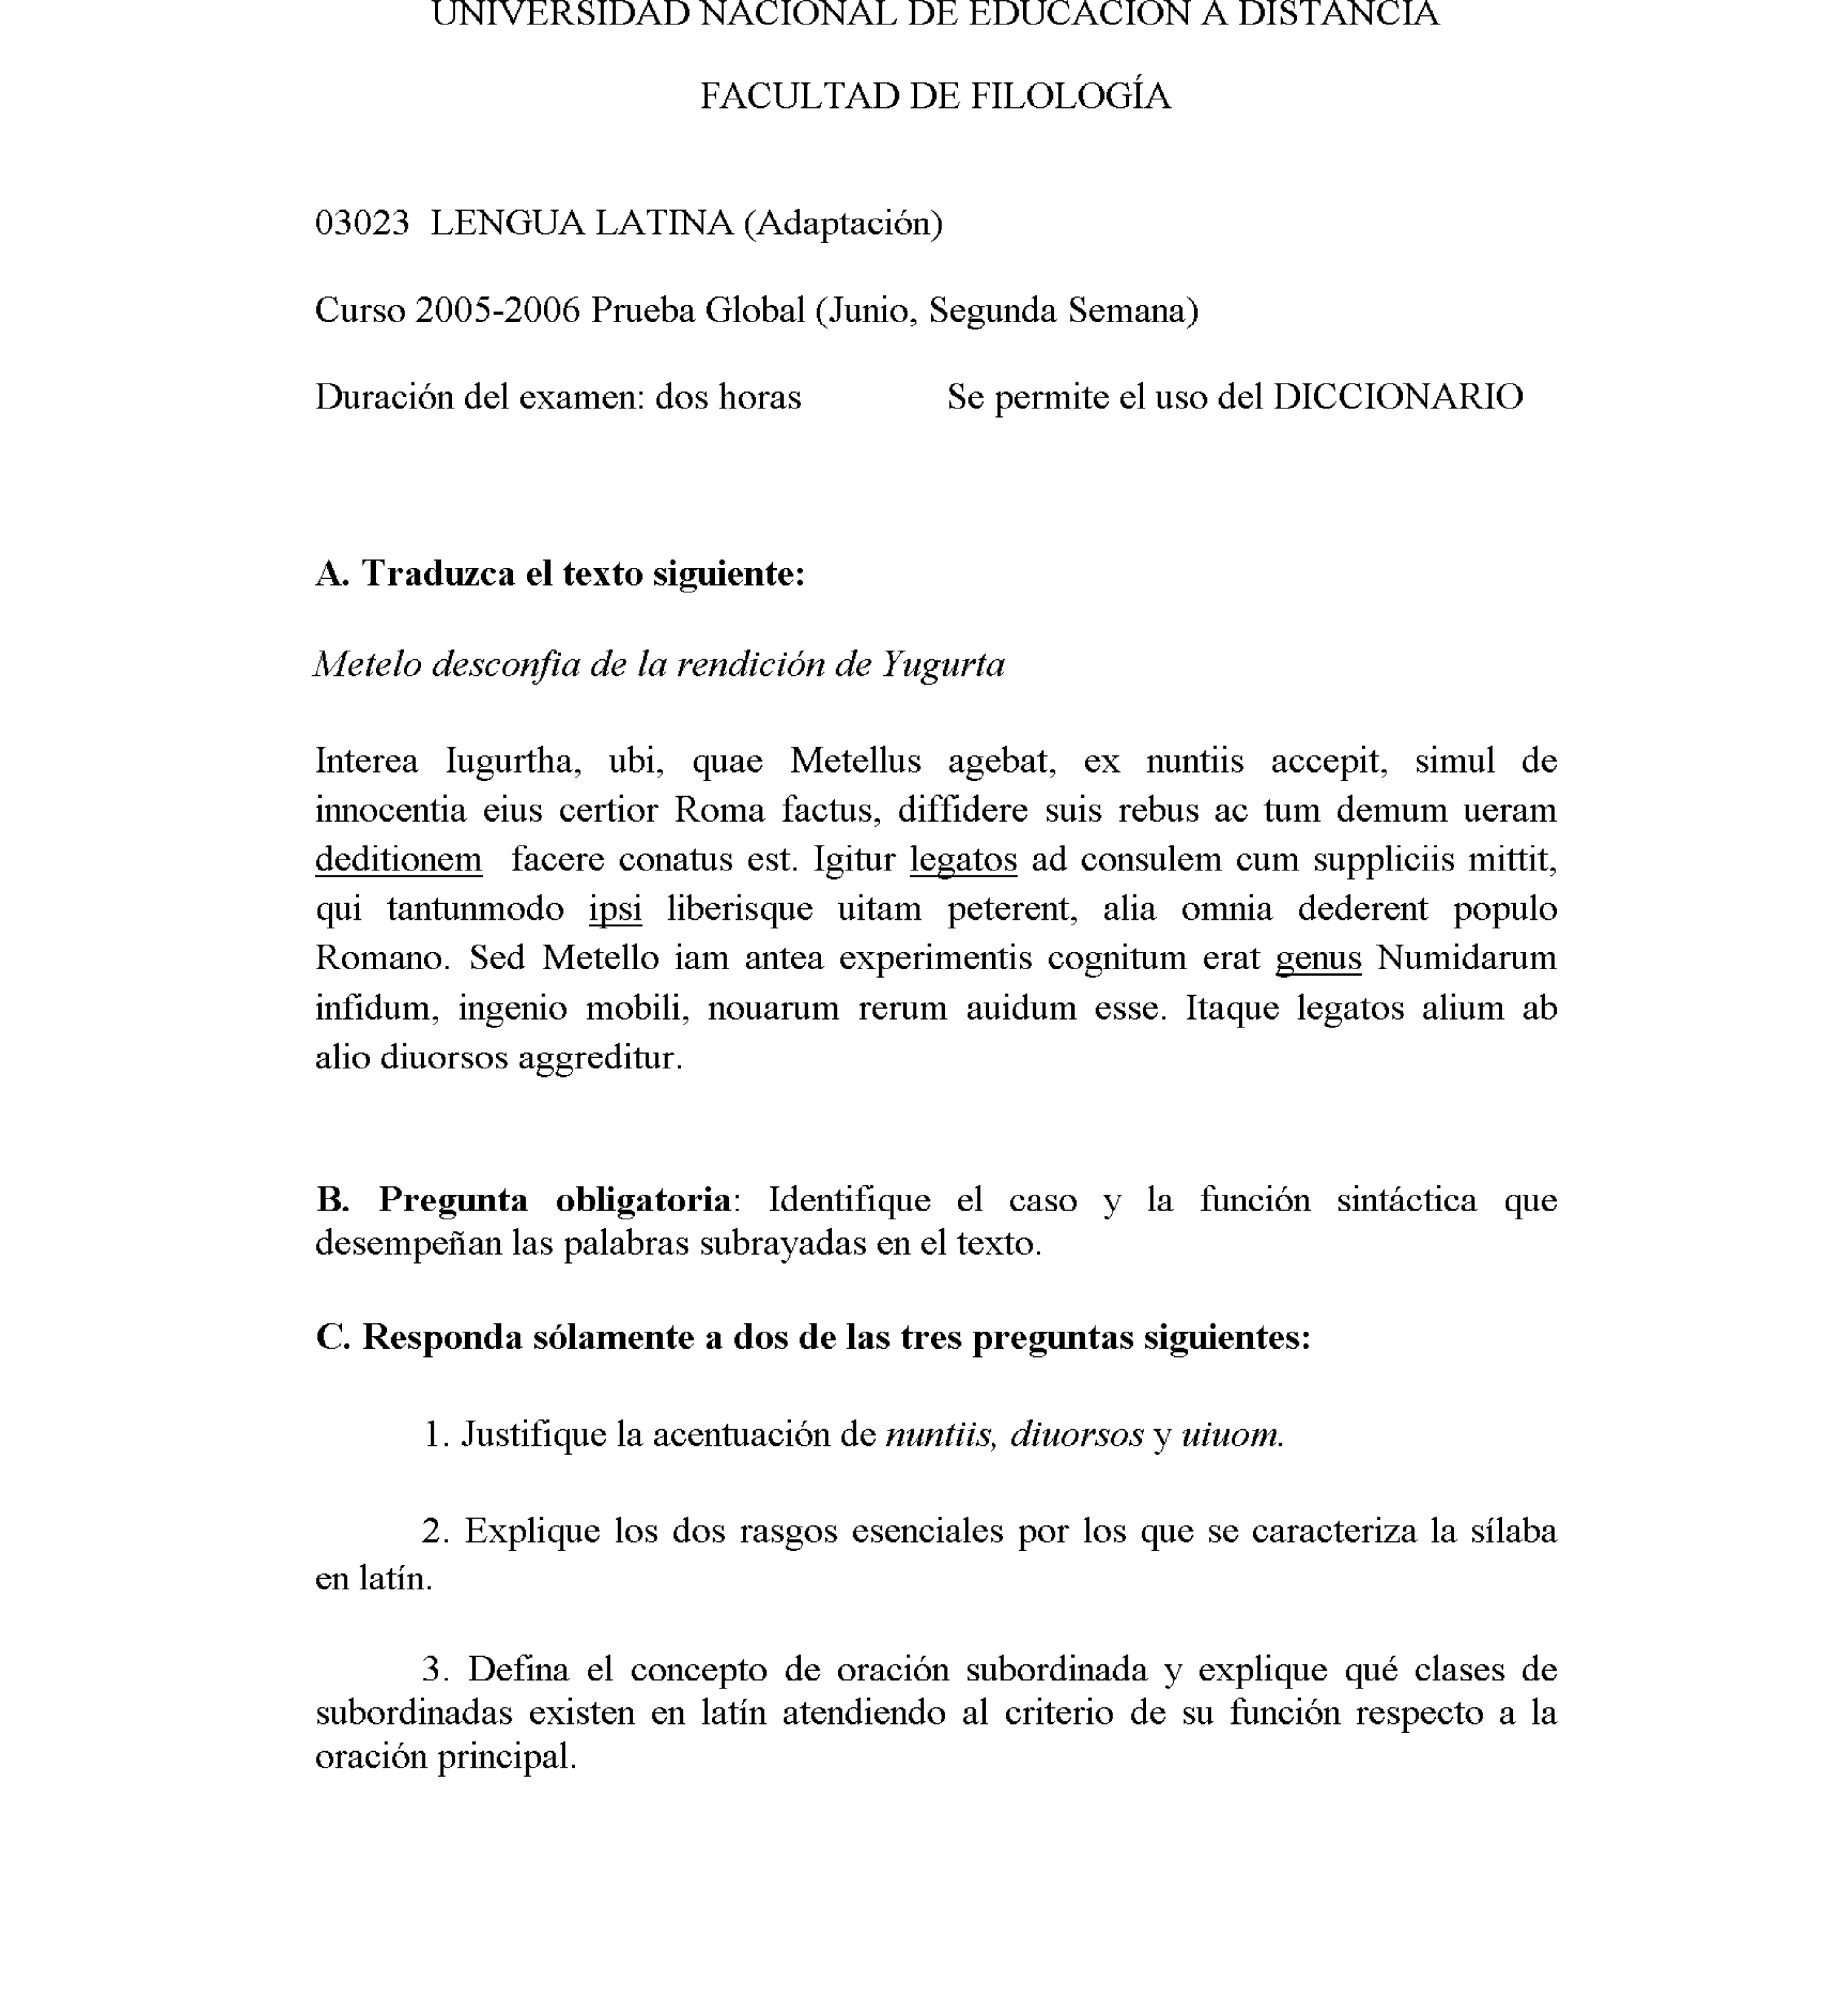 UNIVERSIDAD NACIONAL DE EDUCACIÓN A DISTANCIA
FACULTAD DE FILOLOGÍA
03023 LENGUA LATINA (Adaptación)
Curso 2005-2006 Prueba Global (Junio, Segunda Semana)
Duración del examen: dos horas Se permite el uso del DICCIONARIO
A. Traduzca el texto siguiente:
Metelo desconfia de la rendición de Yugurta
Interea Iugurtha, ubi, quae Metellus agebat, ex nuntiis accepit, simul de
innocentia eius certior Roma factus, diffidere suis rebus ac tum demum ueram
deditionem facere conatus est. Igitur legatos ad consulem cum suppliciis mittit,
qui tantunmodo ipsi liberisque uitam peterent, alia omnia dederent populo
Romano. Sed Metello iam antea experimentis cognitum erat genus Numidarum
infidum, ingenio mobili, nouarum rerum auidum esse. Itaque legatos alium ab
alio diuorsos aggreditur.
B. Pregunta obligatoria: Identifique el caso y la función sintáctica que
desempeñan las palabras subrayadas en el texto.
C. Responda sólamente a dos de las tres preguntas siguientes:
1. Justifique la acentuación de nuntiis, diuorsos y uiuom.
2. Explique los dos rasgos esenciales por los que se caracteriza la sílaba
en latín.
3. Defina el concepto de oración subordinada y explique qué clases de
subordinadas existen en latín atendiendo al criterio de su función respecto a la
oración principal.